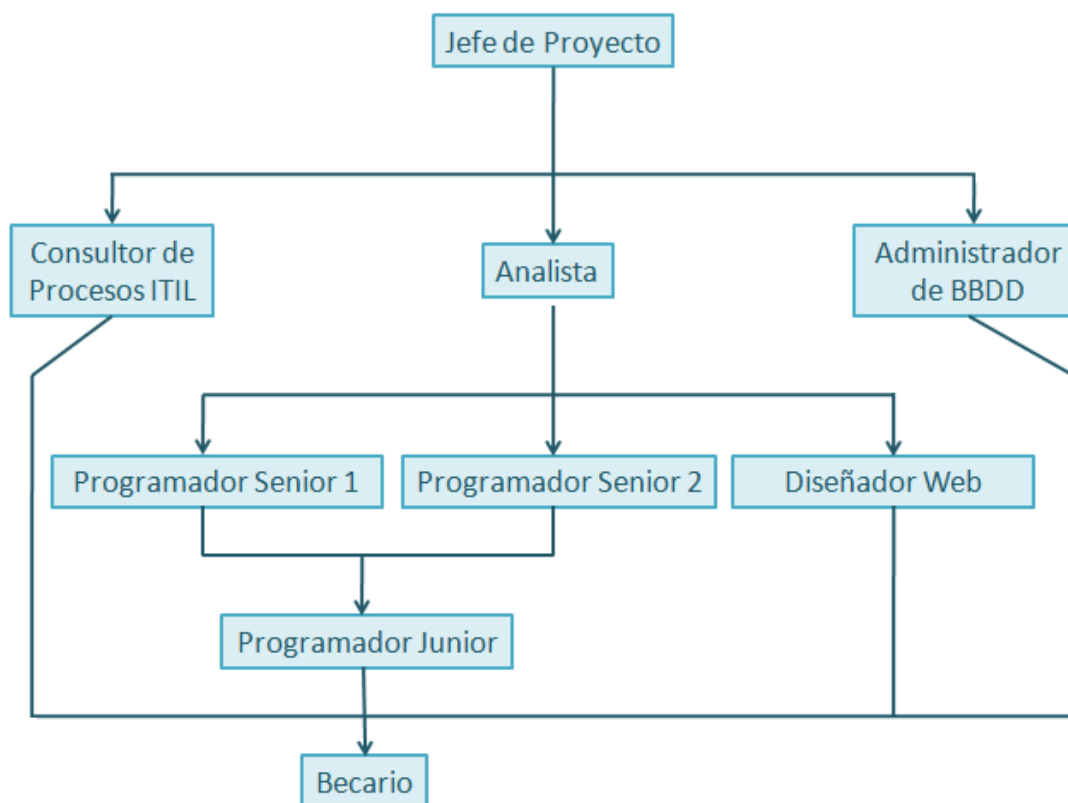 Jefe de Proyecto
Consultor de
Procesos ITIL
Analista
Administrador
de BBDD
Programador Senior 1
Programador Senior 2
Diseñador Web
Programador Junior
Becario